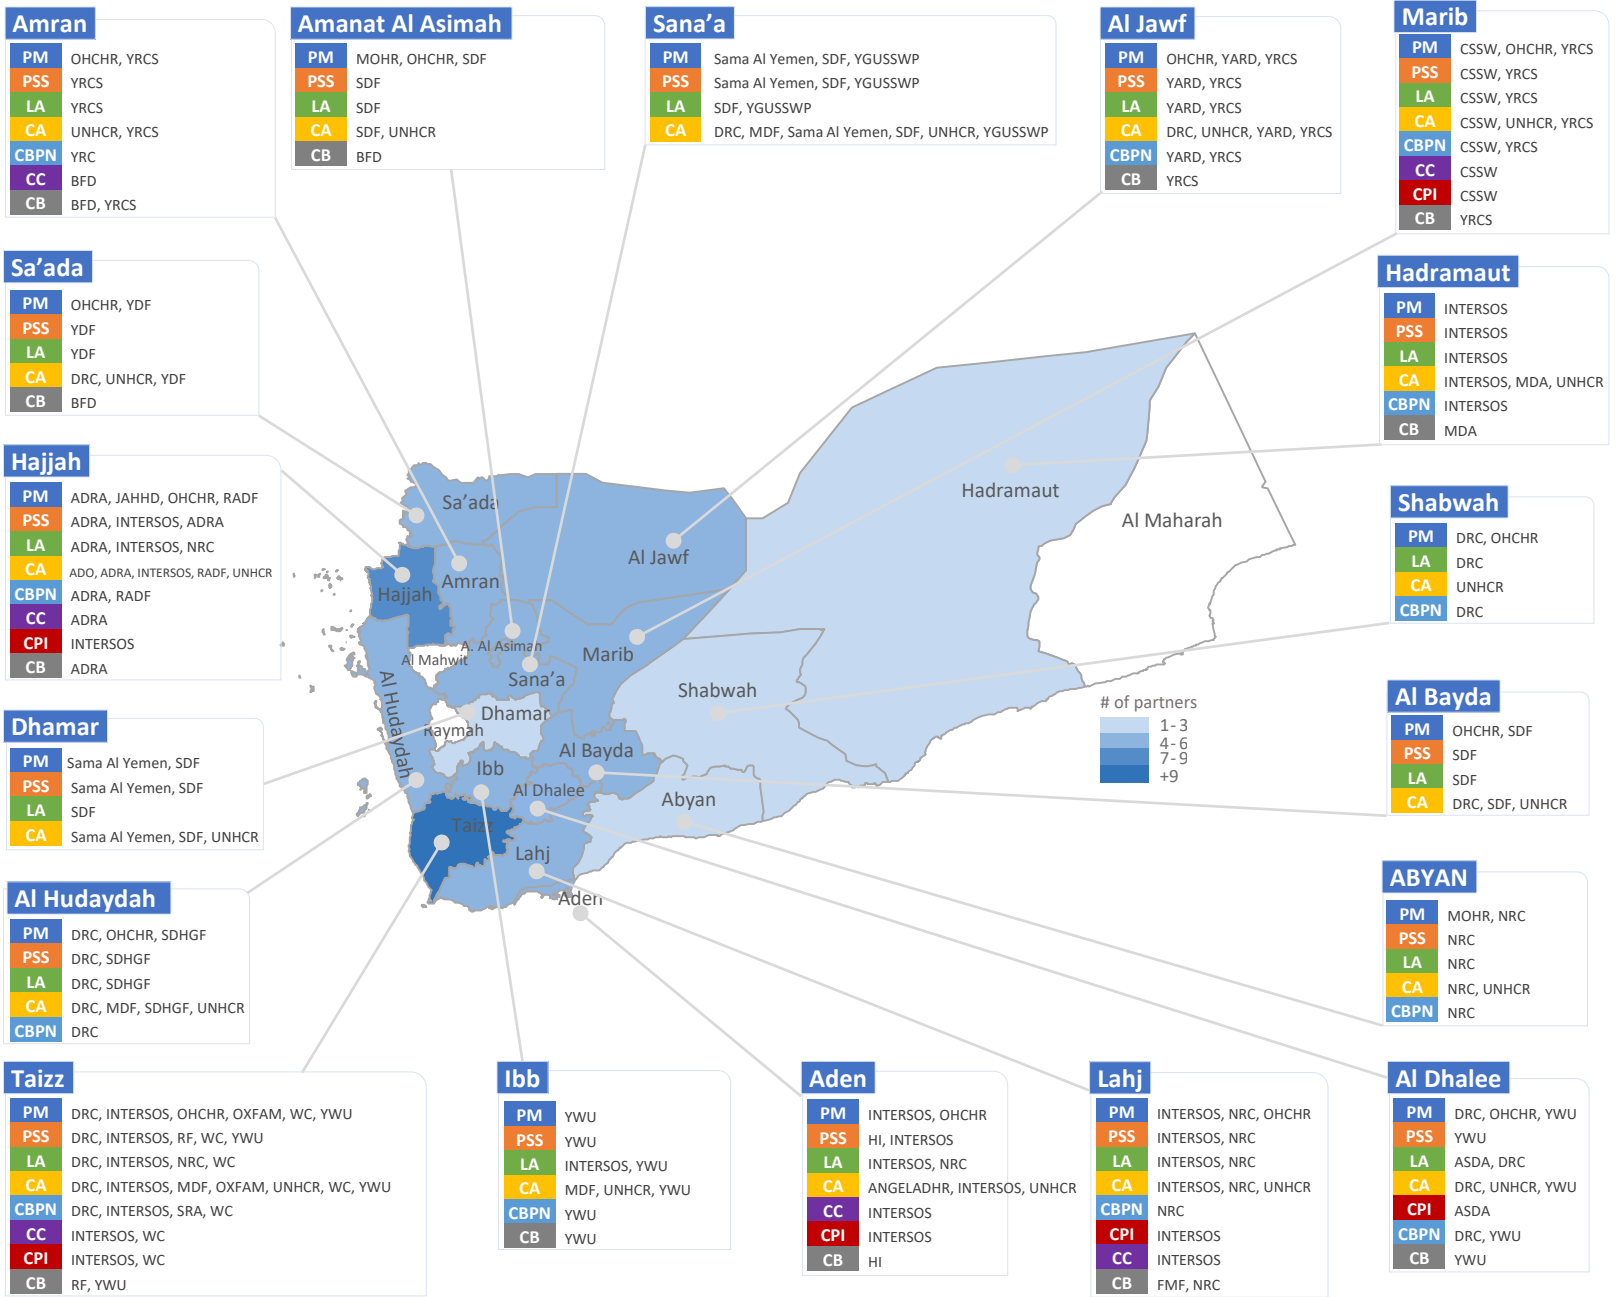 Amran
PM OHCHR, YRCS
PSS YRCS
LA YRCS
CA UNHCR, YRCS
CBPN YRC
CC BFD
CB BFD, YRCS
Amanat Al Asimah
PM MOHR, OHCHR, SDF
PSS SDF
LA SDF
CA SDF, UNHCR
CB BFD
Sana’a
PM Sama Al Yemen, SDF, YGUSSWP
PSS Sama Al Yemen, SDF, YGUSSWP
LA SDF, YGUSSWP
CA DRC, MDF, Sama Al Yemen, SDF, UNHCR, YGUSSWP
Al Jawf
PM OHCHR, YARD, YRCS
PSS YARD, YRCS
LA YARD, YRCS
CA DRC, UNHCR, YARD, YRCS
CBPN YARD, YRCS
CB YRCS
Marib
PM CSSW, OHCHR, YRCS
PSS CSSW, YRCS
LA CSSW, YRCS
CA CSSW, UNHCR, YRCS
CBPN CSSW, YRCS
CC CSSW
CPI CSSW
CB YRCS
Sa’ada
PM OHCHR, YDF
PSS YDF
LA YDF
CA DRC, UNHCR, YDF
CB BFD
Hadramaut
PM INTERSOS
PSS INTERSOS
LA INTERSOS
CA INTERSOS, MDA, UNHCR
CBPN INTERSOS
CB MDA
Hajjah
PM ADRA, JAHHD, OHCHR, RADF
PSS ADRA, INTERSOS, ADRA
LA ADRA, INTERSOS, NRC
CA ADO, ADRA, INTERSOS, RADF, UNHCR
CBPN ADRA, RADF
CC ADRA
CPI INTERSOS
CB ADRA
Shabwah
PM DRC, OHCHR
LA DRC
CA UNHCR
CBPN DRC
Sa’ada
Al Jawf
Hadramaut
Al Maharah
Amran
Hajjah
A. Al Asimah
Al Mahwit
Marib
Sana’a
Shabwah
Al Hudaydah
Dhamar
Raymah
Al Bayda
Ibb
Al Dhalee
Abyan
Taizz
Lahj
Aden
# of partners
1-3
4-6
7-9
+9
Dhamar
PM Sama Al Yemen, SDF
PSS Sama Al Yemen, SDF
LA SDF
CA Sama Al Yemen, SDF, UNHCR
Al Bayda
PM OHCHR, SDF
PSS SDF
LA SDF
CA DRC, SDF, UNHCR
Al Hudaydah
PM DRC, OHCHR, SDHGF
PSS DRC, SDHGF
LA DRC, SDHGF
CA DRC, MDF, SDHGF, UNHCR
CBPN DRC
ABYAN
PM MOHR, NRC
PSS NRC
LA NRC
CA NRC, UNHCR
CBPN NRC
Taizz
PM DRC, INTERSOS, OHCHR, OXFAM, WC, YWU
PSS DRC, INTERSOS, RF, WC, YWU
LA DRC, INTERSOS, NRC, WC
CA DRC, INTERSOS, MDF, OXFAM, UNHCR, WC, YWU
CBPN DRC, INTERSOS, SRA, WC
CC INTERSOS, WC
CPI INTERSOS, WC
CB RF, YWU
Ibb
PM YWU
PSS YWU
LA INTERSOS, YWU
CA MDF, UNHCR, YWU
CBPN YWU
CB YWU
Aden
PM INTERSOS, OHCHR
PSS HI, INTERSOS
LA INTERSOS, NRC
CA ANGELADHR, INTERSOS, UNHCR
CC INTERSOS
CPI INTERSOS
CB HI
Lahj
PM INTERSOS, NRC, OHCHR
PSS INTERSOS, NRC
LA INTERSOS, NRC
CA INTERSOS, NRC, UNHCR
CBPN NRC
CPI INTERSOS
CC INTERSOS
CB FMF, NRC
Al Dhalee
PM DRC, OHCHR, YWU
PSS YWU
LA ASDA, DRC
CA DRC, UNHCR, YWU
CPI ASDA
CBPN DRC, YWU
CB YWU